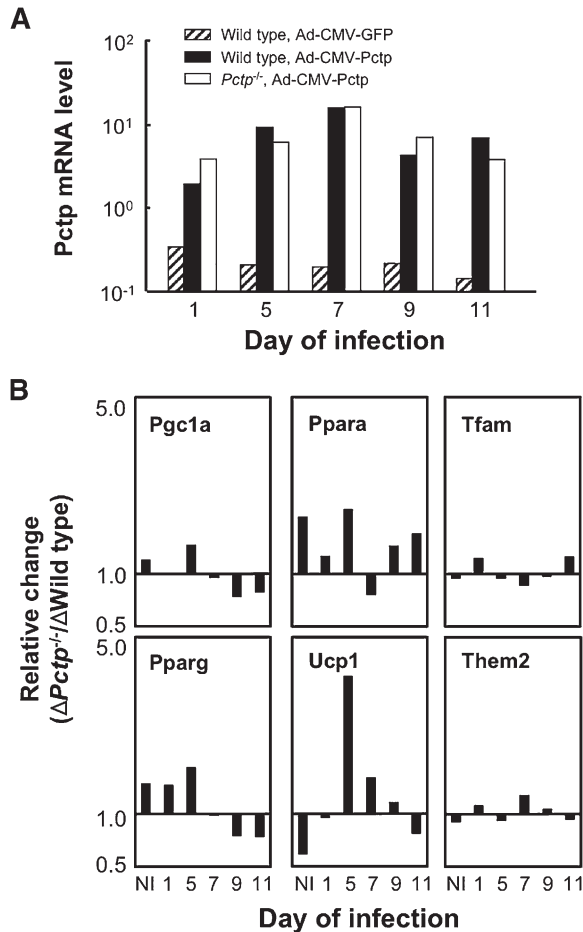 A
Pctp mRNA level
10²
10¹
10⁰
10⁻¹
Wild type, Ad-CMV-GFP
Wild type, Ad-CMV-Pctp
Pctp⁻/⁻, Ad-CMV-Pctp
1 5 7 9 11
Day of infection
B
Relative change
(ΔPctp⁻/⁻/ΔWild type)
5.0
1.0
0.5
Pgc1a
Ppara
Tfam
5.0
1.0
0.5
Pparg
Ucp1
Them2
NI 1 5 7 9 11
NI 1 5 7 9 11
NI 1 5 7 9 11
Day of infection